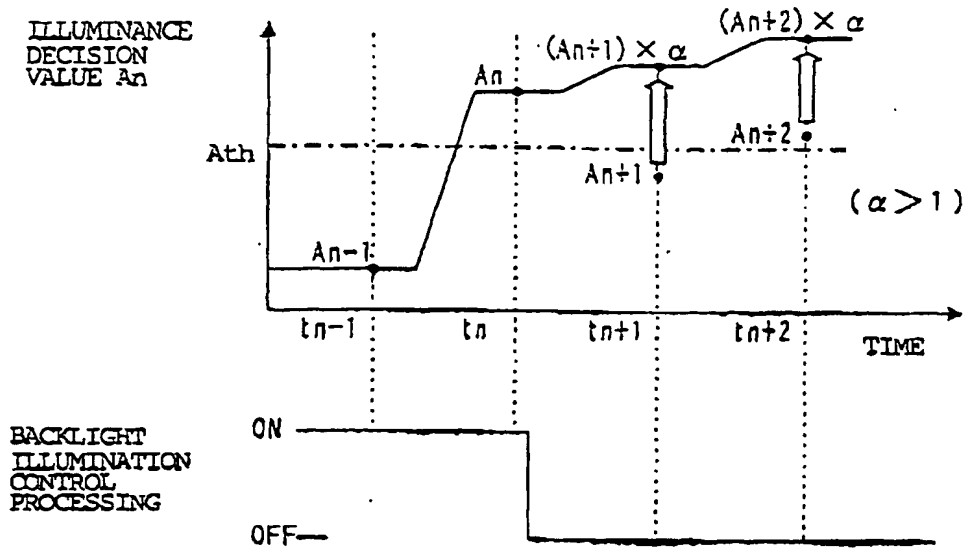 ILLUMINANCE
DECISION
VALUE An
(An+1) × α
(An+2) × α
An
An+2
Ath
An+1
(α > 1)
An-1
tn-1
tn
tn+1
tn+2
TIME
BACKLIGHT
ILLUMINATION
CONTROL
PROCESSING
ON
OFF